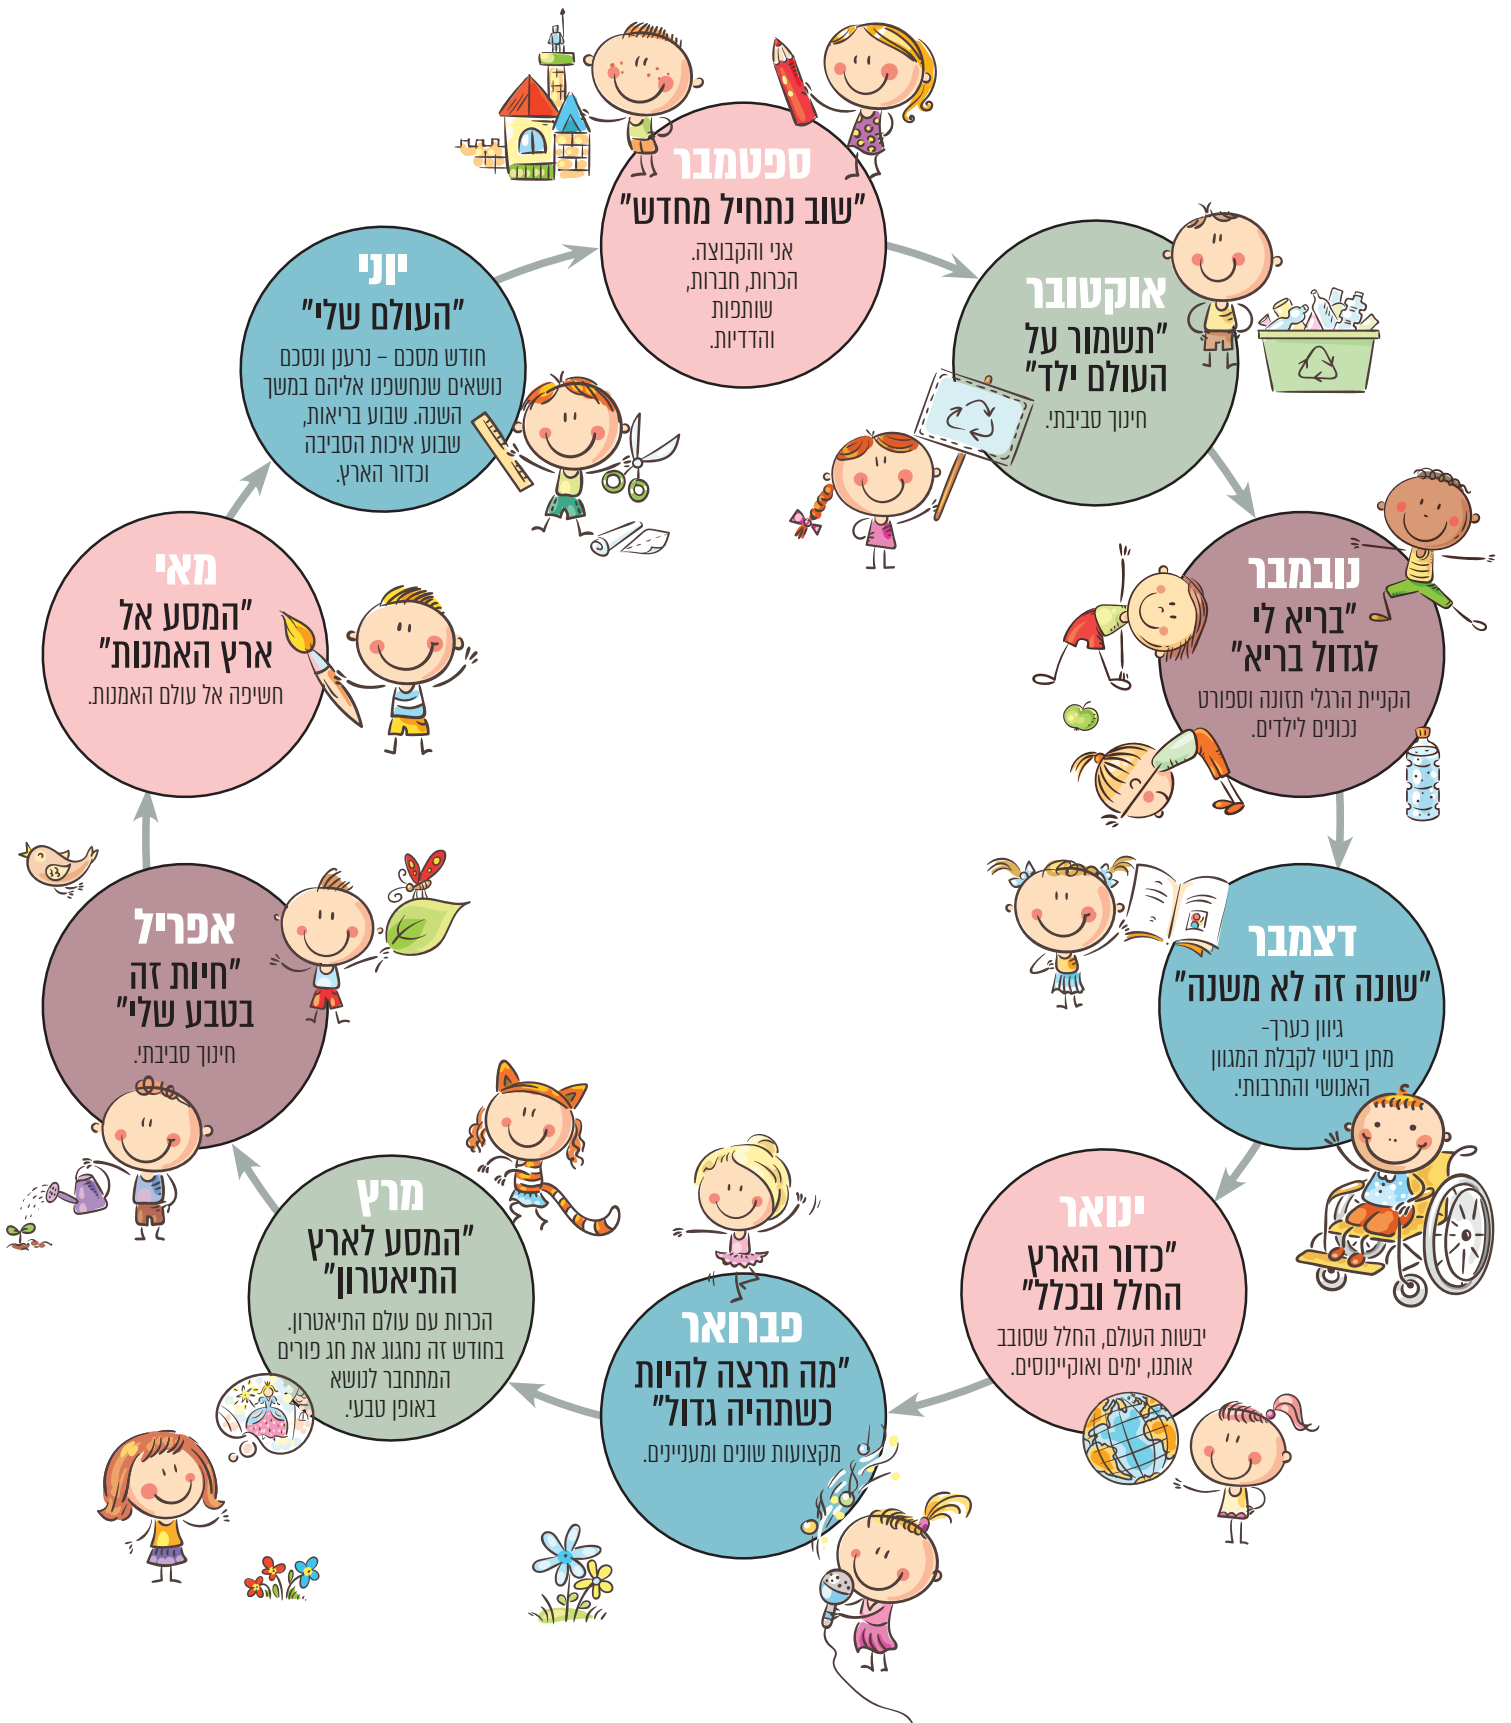 ספטמבר
"שוב נתחיל מחדש"
אני והקבוצה.
הכרות, חברות,
שותפות
והדדיות.
אוקטובר
"תשמור על
העולם ילד"
חינוך סביבתי.
נובמבר
"בריא לי
לגדול בריא"
הקניית הרגלי תזונה וספורט
נכונים לילדים.
דצמבר
"שונה זה לא משנה"
גיוון כערך-
מתן ביטוי לקבלת המגוון
האנושי והתרבותי.
ינואר
"כדור הארץ
החלל ובכלל"
יבשות העולם, החלל שסובב
אותנו, ימים ואוקיינוסים.
פברואר
"מה תרצה להיות
כשתהיה גדול"
מקצועות שונים ומעניינים.
מרץ
"המסע לארץ
התיאטרון"
הכרות עם עולם התיאטרון.
בחודש זה נחגוג את חג פורים
המתחבר לנושא
באופן טבעי.
אפריל
"חיות זה
בטבע שלי"
חינוך סביבתי.
מאי
"המסע אל
ארץ האמנות"
חשיפה אל עולם האמנות.
יוני
"העולם שלי"
חודש מסכם – נרענן ונסכם
נושאים שנחשפנו אליהם במשך
השנה. שבוע בריאות,
שבוע איכות הסביבה
וכדור הארץ.